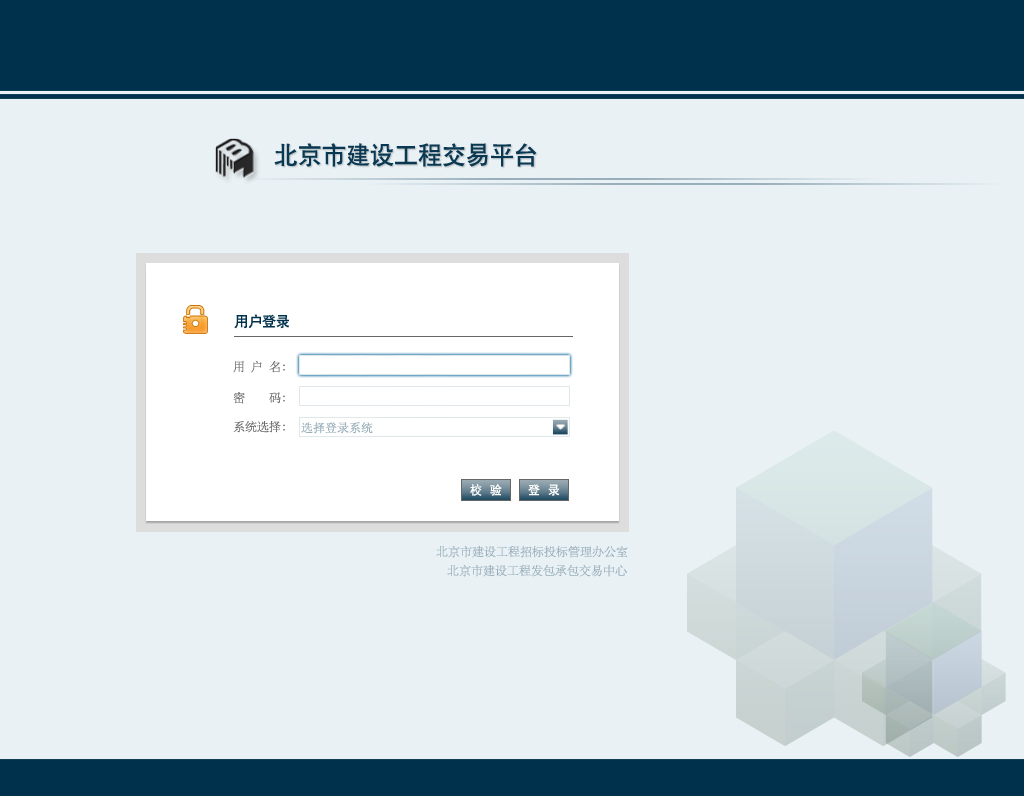 北京市建设工程交易平台
用户登录
用 户 名：
密 码：
系统选择： 选择登录系统
校 验 登 录
北京市建设工程招标投标管理办公室
北京市建设工程发包承包交易中心